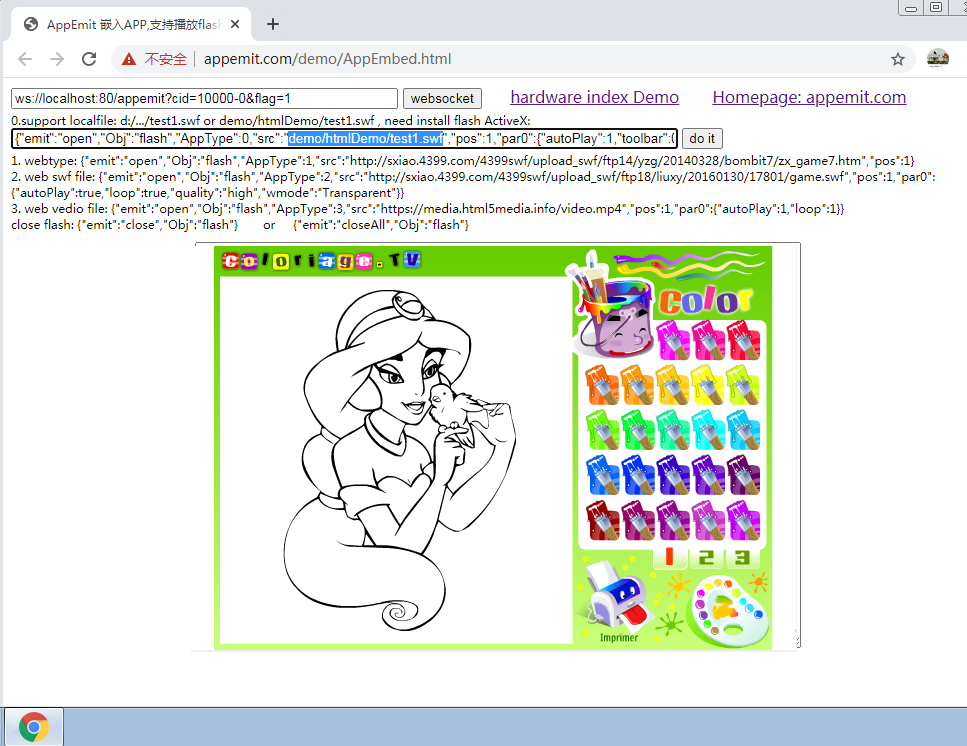 AppEmit 嵌入APP,支持播放flash
不安全 appemit.com/demo/AppEmbed.html
ws://localhost:80/appemit?cid=10000-0&flag=1 websocket hardware index Demo Homepage: appemit.com
0.support localfile: d:/.../test1.swf or demo/htmlDemo/test1.swf , need install flash ActiveX:
{"emit":"open","Obj":"flash","AppType":0,"src":"demo/htmlDemo/test1.swf","pos":1,"par0":{"autoPlay":1,"toolbar":0 do it
1. webtype: {"emit":"open","Obj":"flash","AppType":1,"src":"http://sxiao.4399.com/4399swf/upload_swf/ftp14/yzg/20140328/bombit7/zx_game7.htm","pos":1}
2. web swf file: {"emit":"open","Obj":"flash","AppType":2,"src":"http://sxiao.4399.com/4399swf/upload_swf/ftp18/liuxy/20160130/17801/game.swf","pos":1,"par0":
{"autoPlay":true,"loop":true,"quality":"high","wmode":"Transparent"}}
3. web vedio file: {"emit":"open","Obj":"flash","AppType":3,"src":"https://media.html5media.info/video.mp4","pos":1,"par0":{"autoPlay":1,"loop":1}}
close flash: {"emit":"close","Obj":"flash"} or {"emit":"closeAll","Obj":"flash"}
Coloriage.TV
Color
1 2 3
Imprimer